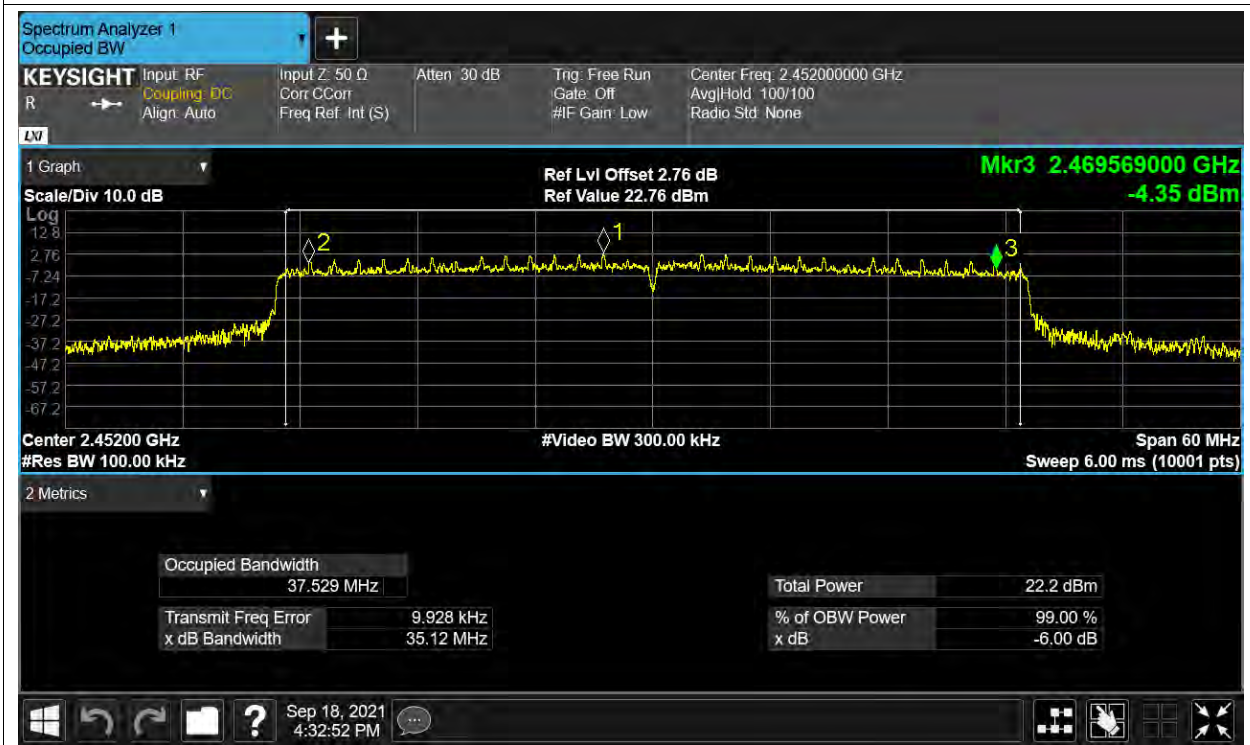 Spectrum Analyzer 1
Occupied BW
+
KEYSIGHT Input: RF Input Z: 50 Ω Atten: 30 dB Trig: Free Run Center Freq: 2.452000000 GHz
R Coupling: DC Corr CCorr Gate: Off Avg|Hold: 100/100
Align: Auto Freq Ref: Int (S) #IF Gain: Low Radio Std: None
LXI
1 Graph
Ref Lvl Offset 2.76 dB
Mkr3 2.469569000 GHz
Scale/Div 10.0 dB
Ref Value 22.76 dBm
-4.35 dBm
Log
12.8
2.76
-7.24
-17.2
-27.2
-37.2
-47.2
-57.2
-67.2
2
1
3
Center 2.45200 GHz #Video BW 300.00 kHz Span 60 MHz
#Res BW 100.00 kHz Sweep 6.00 ms (10001 pts)
2 Metrics
Occupied Bandwidth
37.529 MHz Total Power 22.2 dBm
Transmit Freq Error 9.928 kHz % of OBW Power 99.00 %
x dB Bandwidth 35.12 MHz x dB -6.00 dB
? Sep 18, 2021
4:32:52 PM